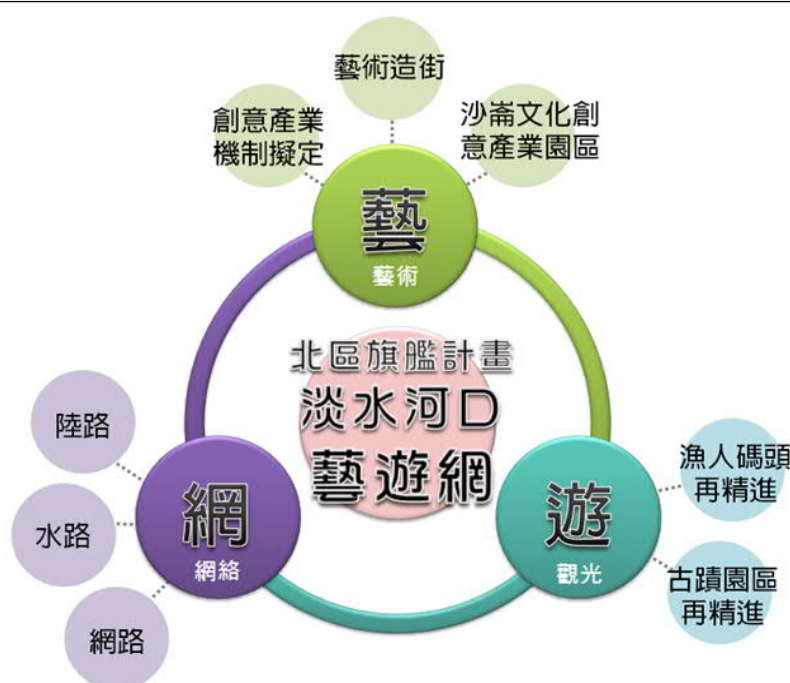 藝術造街
創意產業
機制擬定
沙崙文化創
意產業園區
藝
藝術
北區旗艦計畫
淡水河口
藝遊網
陸路
水路
網路
網
網絡
遊
觀光
漁人碼頭
再精進
古蹟園區
再精進